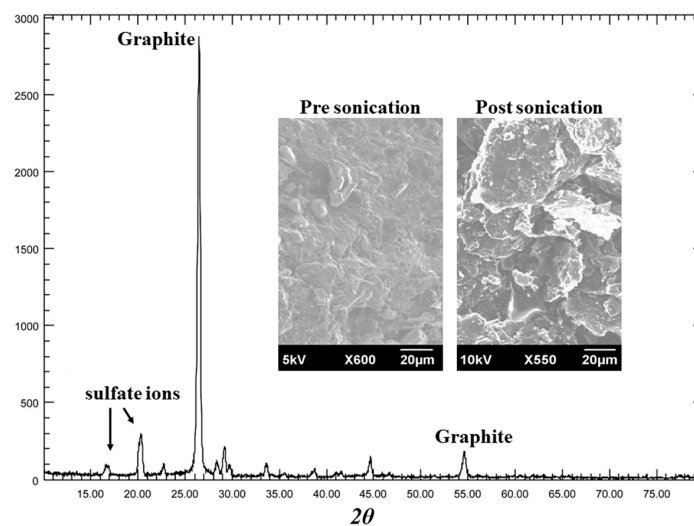 3000
2500
2000
1500
1000
500
0
Graphite
Pre sonication
Post sonication
5kV X600 20μm
10kV X550 20μm
sulfate ions
Graphite
15.00 20.00 25.00 30.00 35.00 40.00 45.00 50.00 55.00 60.00 65.00 70.00 75.00
2θ